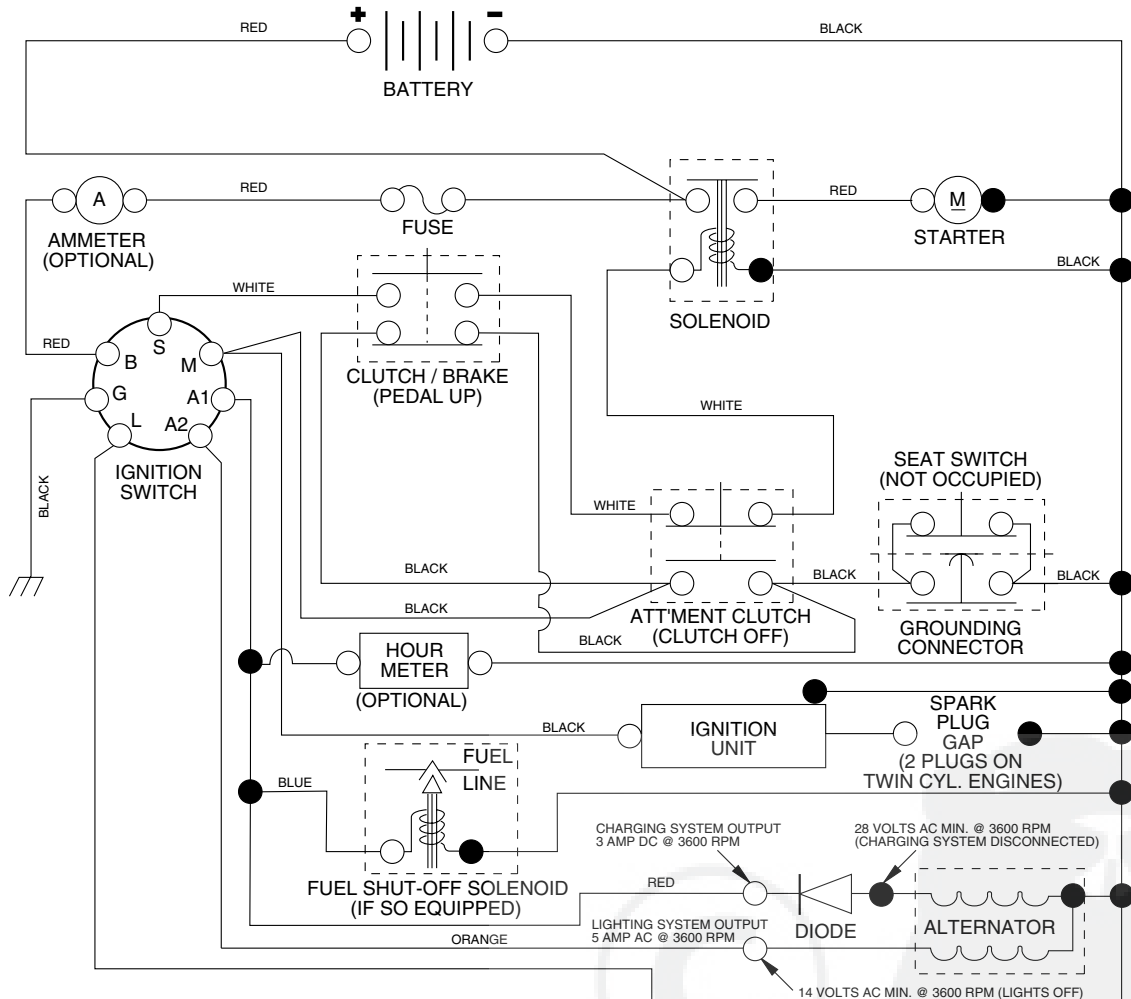 RED
+
-
BLACK
BATTERY
A
RED
RED
M
AMMETER
(OPTIONAL)
FUSE
STARTER
WHITE
BLACK
SOLENOID
RED
S
B
M
G
A1
L
A2
CLUTCH / BRAKE
(PEDAL UP)
IGNITION
SWITCH
WHITE
SEAT SWITCH
(NOT OCCUPIED)
BLACK
WHITE
BLACK
BLACK
BLACK
BLACK
ATT'MENT CLUTCH
(CLUTCH OFF)
BLACK
GROUNDING
CONNECTOR
HOUR
METER
(OPTIONAL)
BLACK
IGNITION
UNIT
SPARK
PLUG
GAP
(2 PLUGS ON
TWIN CYL. ENGINES)
FUEL
LINE
BLUE
FUEL SHUT-OFF SOLENOID
(IF SO EQUIPPED)
CHARGING SYSTEM OUTPUT
3 AMP DC @ 3600 RPM
28 VOLTS AC MIN. @ 3600 RPM
(CHARGING SYSTEM DISCONNECTED)
RED
DIODE
ALTERNATOR
LIGHTING SYSTEM OUTPUT
5 AMP AC @ 3600 RPM
ORANGE
14 VOLTS AC MIN. @ 3600 RPM (LIGHTS OFF)